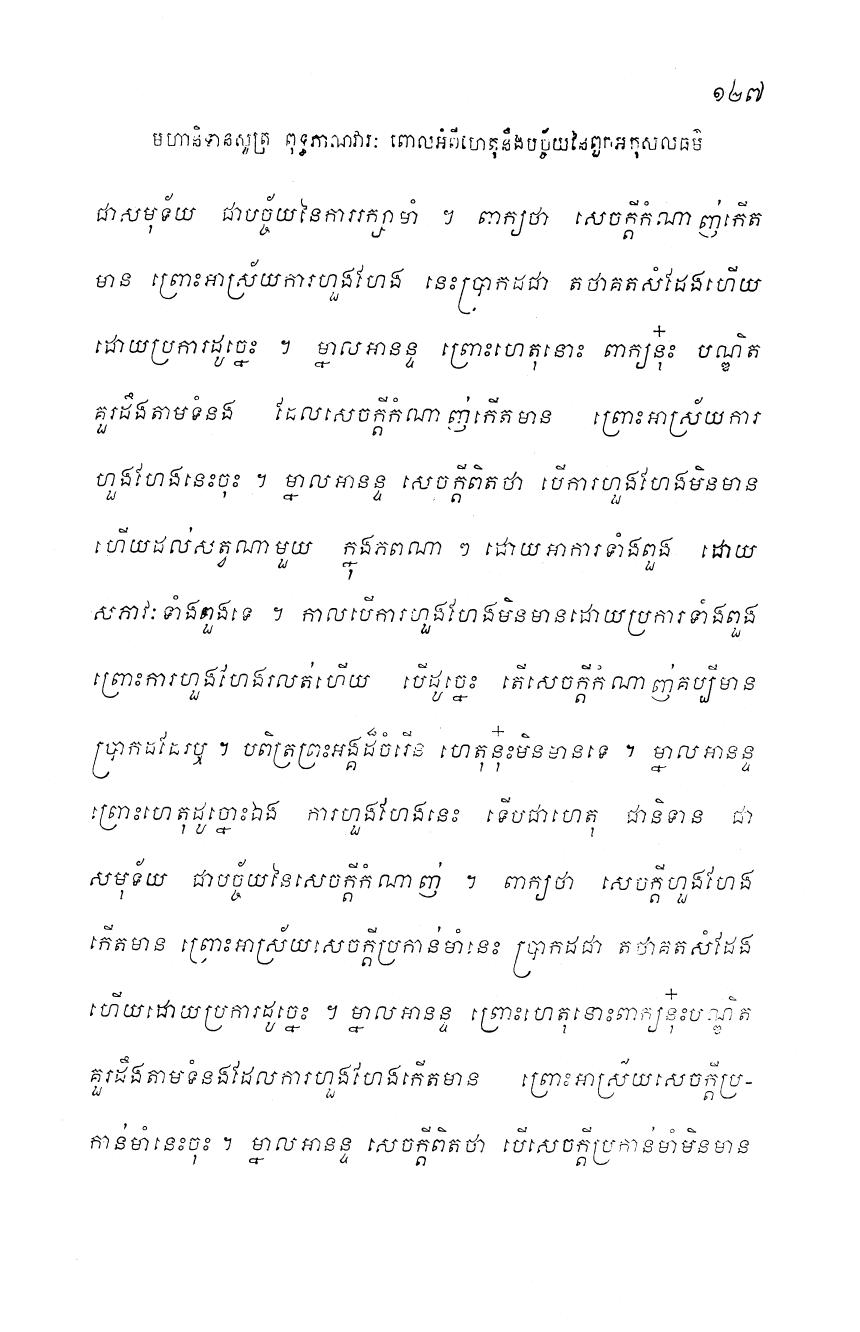 ១២៧
មហានិទានសូត្រ ពុទ្ធភាណវារៈ ពោលអំពីហេតុនឹងបច្ច័យនៃពួកអកុសលធម៌
ជាសមុទ័យ ជាបច្ច័យនៃការរក្សាមាំ ។ ពាក្យថា សេចក្តីកំណាញ់កើត
មាន ព្រោះអាស្រ័យការហួងហែង នេះប្រាកដជា តថាគតសំដែងហើយ
ដោយប្រការដូច្នេះ ។ ម្នាលអានន្ទ ព្រោះហេតុនោះ ពាក្យនុ៎ះ បណ្ឌិត
គួរដឹងតាមទំនង ដែលសេចក្តីកំណាញ់កើតមាន ព្រោះអាស្រ័យការ
ហួងហែងនេះចុះ ។ ម្នាលអានន្ទ សេចក្តីពិតថា បើការហួងហែងមិនមាន
ហើយដល់សត្វណាមួយ ក្នុងភពណា ៗ ដោយអាការទាំងពួង ដោយ
សភាវៈទាំងពួងទេ ។ កាលបើការហួងហែងមិនមានដោយប្រការទាំងពួង
ព្រោះការហួងហែងរលត់ហើយ បើដូច្នេះ តើសេចក្តីកំណាញ់គប្បីមាន
ប្រាកដដែរឬ ។ បពិត្រព្រះអង្គដ៏ចំរើន ហេតុនុ៎ះមិនមានទេ ។ ម្នាលអានន្ទ
ព្រោះហេតុដូច្នោះឯង ការហួងហែងនេះ ទើបជាហេតុ ជានិទាន ជា
សមុទ័យ ជាបច្ច័យនៃសេចក្តីកំណាញ់ ។ ពាក្យថា សេចក្តីហួងហែង
កើតមាន ព្រោះអាស្រ័យសេចក្តីប្រកាន់មាំនេះ ប្រាកដជា តថាគតសំដែង
ហើយដោយប្រការដូច្នេះ ។ ម្នាលអានន្ទ ព្រោះហេតុនោះពាក្យនុ៎ះបណ្ឌិត
គួរដឹងតាមទំនងដែលការហួងហែងកើតមាន ព្រោះអាស្រ័យសេចក្តីប្រ-
កាន់មាំនេះចុះ ។ ម្នាលអានន្ទ សេចក្តីពិតថា បើសេចក្តីប្រកាន់មាំមិនមាន